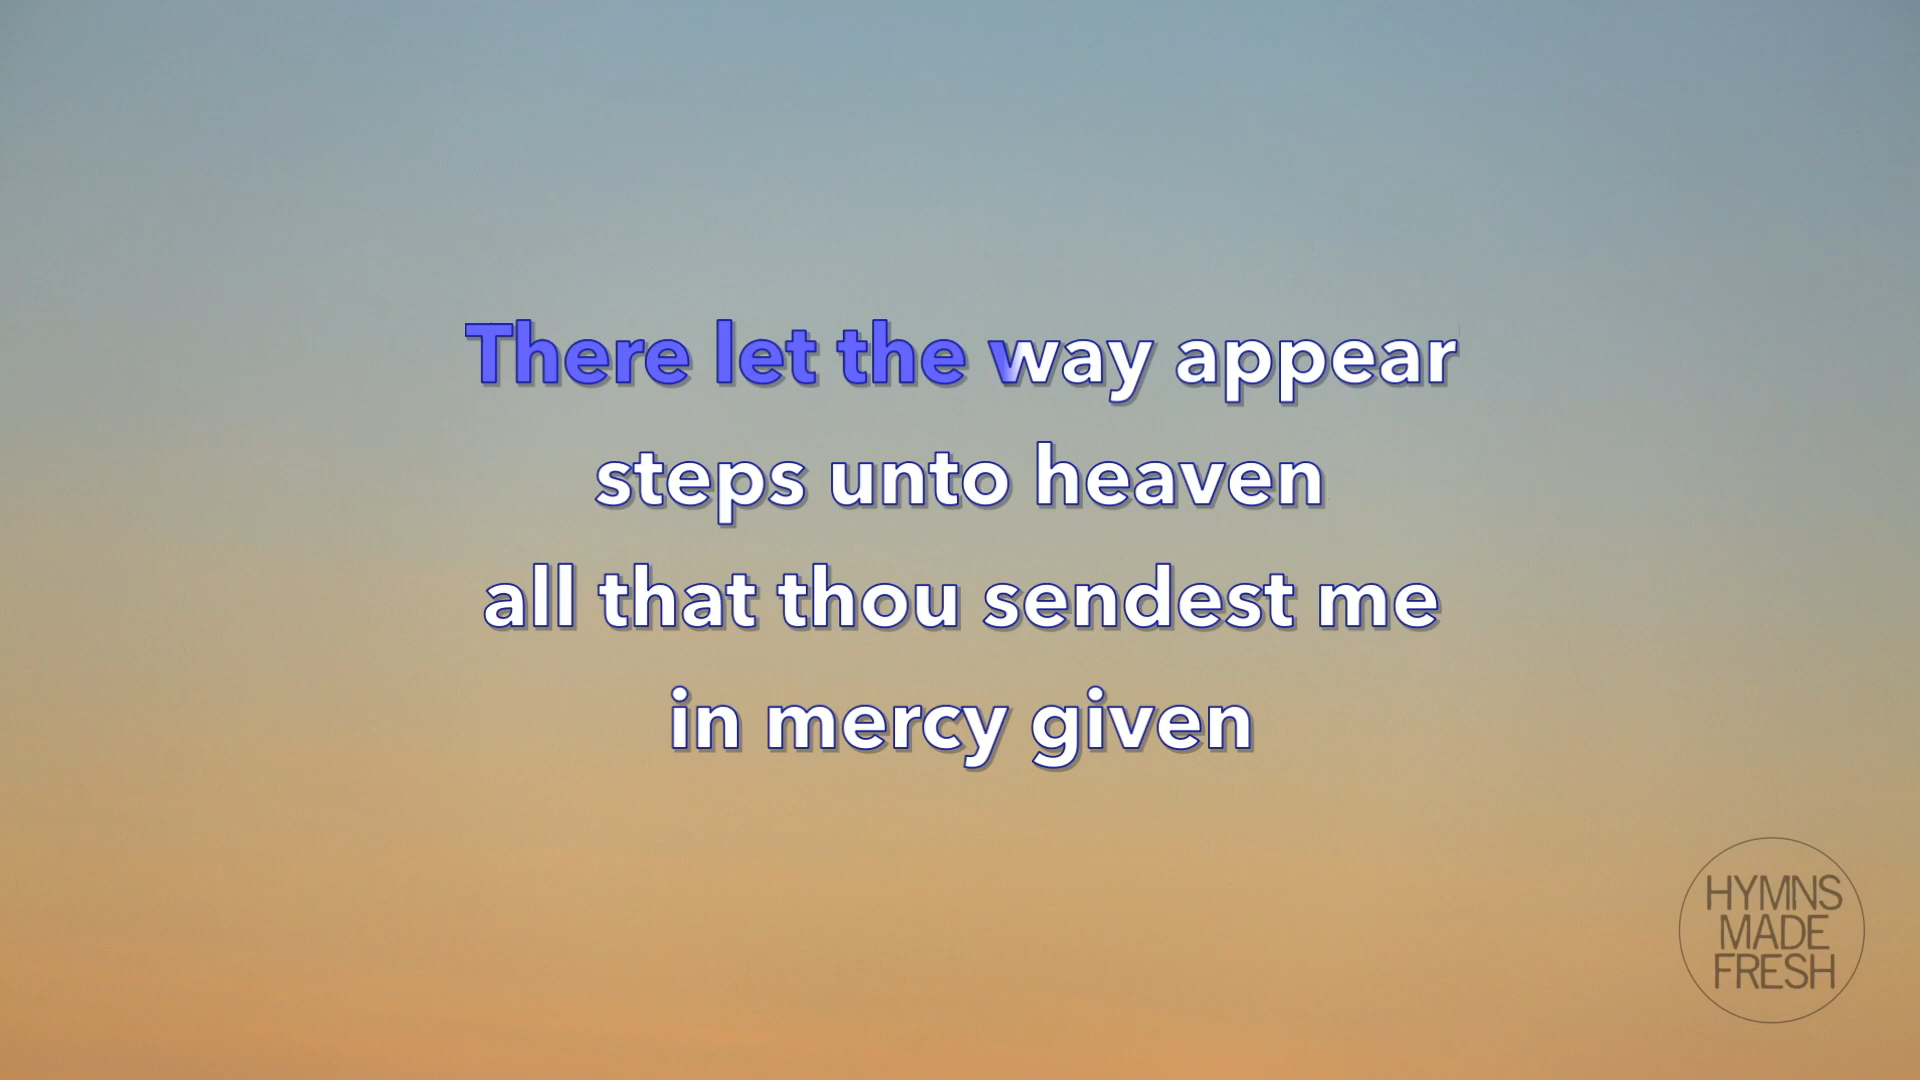 There let the way appear
steps unto heaven
all that thou sendest me
in mercy given
HYMNS
MADE
FRESH